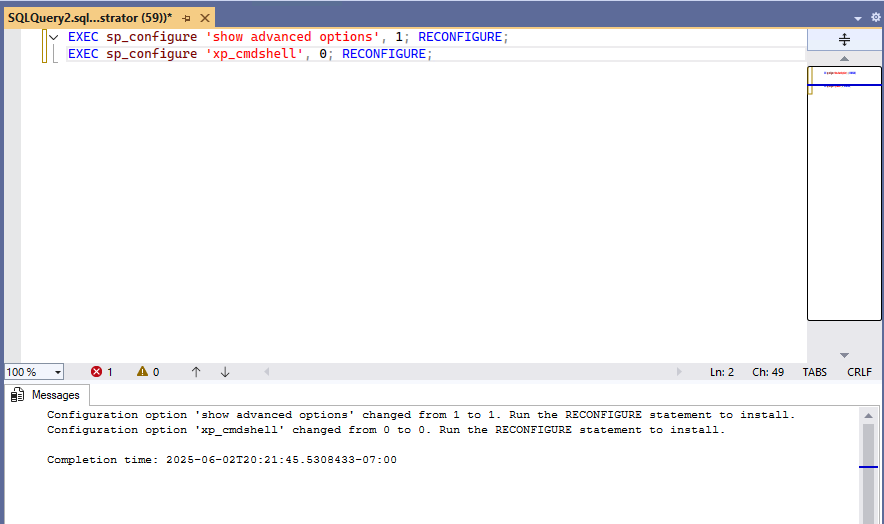 SQLQuery2.sql...strator (59))*
EXEC sp_configure 'show advanced options', 1; RECONFIGURE;
EXEC sp_configure 'xp_cmdshell', 0; RECONFIGURE;
100 %
1
0
Ln: 2
Ch: 49
TABS
CRLF
Messages
Configuration option 'show advanced options' changed from 1 to 1. Run the RECONFIGURE statement to install.
Configuration option 'xp_cmdshell' changed from 0 to 0. Run the RECONFIGURE statement to install.
Completion time: 2025-06-02T20:21:45.5308433-07:00